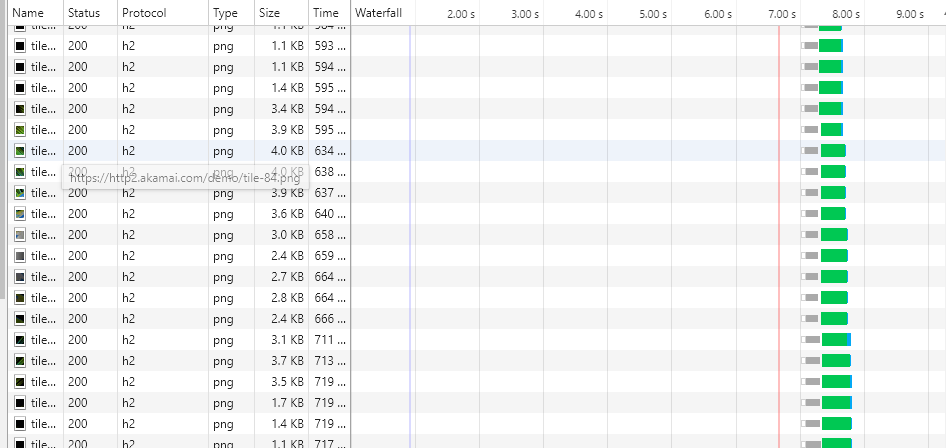 Name Status Protocol Type Size Time Waterfall 2.00 s 3.00 s 4.00 s 5.00 s 6.00 s 7.00 s 8.00 s 9.00 s
tile... 200 h2 png 1.1 KB 564 ...
tile... 200 h2 png 1.1 KB 593 ...
tile... 200 h2 png 1.1 KB 594 ...
tile... 200 h2 png 1.4 KB 595 ...
tile... 200 h2 png 3.4 KB 594 ...
tile... 200 h2 png 3.9 KB 595 ...
tile... 200 h2 png 4.0 KB 634 ...
tile... 200 h2 png 4.0 KB 638 ...
https://http2.akamai.com/demo/tile-84.png
tile... 200 h2 png 3.9 KB 637 ...
tile... 200 h2 png 3.6 KB 640 ...
tile... 200 h2 png 3.0 KB 658 ...
tile... 200 h2 png 2.4 KB 659 ...
tile... 200 h2 png 2.7 KB 664 ...
tile... 200 h2 png 2.8 KB 664 ...
tile... 200 h2 png 2.4 KB 666 ...
tile... 200 h2 png 3.1 KB 711 ...
tile... 200 h2 png 3.7 KB 713 ...
tile... 200 h2 png 3.5 KB 719 ...
tile... 200 h2 png 1.7 KB 719 ...
tile... 200 h2 png 1.4 KB 719 ...
tile... 200 h2 png 1.1 KB 717 ...